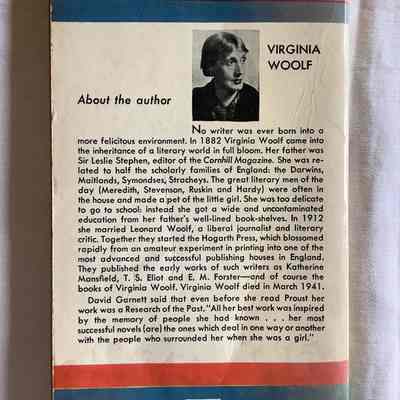 VIRGINIA
WOOLF
About the author
No writer was ever born into a
more felicitous environment. In 1882 Virginia Woolf came into
the inheritance of a literary world in full bloom. Her father was
Sir Leslie Stephen, editor of the Cornhill Magazine. She was re-
lated to half the scholarly families of England: the Darwins,
Maitlands, Symondses, Stracheys. The great literary men of the
day (Meredith, Stevenson, Ruskin and Hardy) were often in
the house and made a pet of the little girl. She was too delicate
to go to school: instead she got a wide and uncontaminated
education from her father's well-lined book-shelves. In 1912
she married Leonard Woolf, a liberal journalist and literary
critic. Together they started the Hogarth Press, which blossomed
rapidly from an amateur experiment in printing into one of the
most advanced and successful publishing houses in England.
They published the early works of such writers as Katherine
Mansfield, T. S. Eliot and E. M. Forster—and of course the
books of Virginia Woolf. Virginia Woolf died in March 1941.
David Garnett said that even before she read Proust her
work was a Research of the Past. "All her best work was inspired
by the memory of people she had known . . . her most
successful novels (are) the ones which deal in one way or another
with the people who surrounded her when she was a girl."